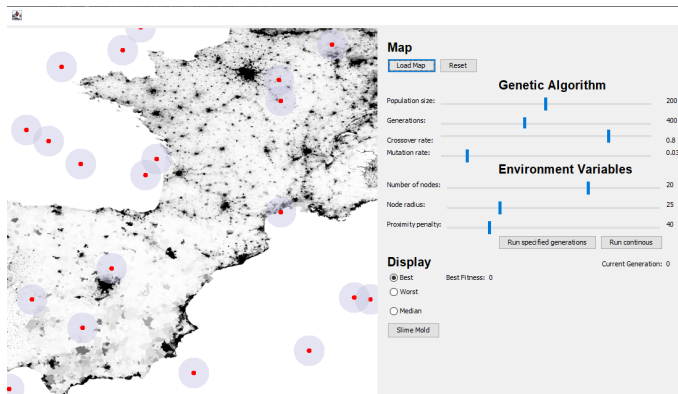 Map
Load Map Reset
Genetic Algorithm
Population size: 200
Generations: 400
Crossover rate: 0.8
Mutation rate: 0.03
Environment Variables
Number of nodes: 20
Node radius: 25
Proximity penalty: 40
Run specified generations Run continous
Display
Current Generation: 0
Best Best Fitness: 0
Worst
Median
Slime Mold